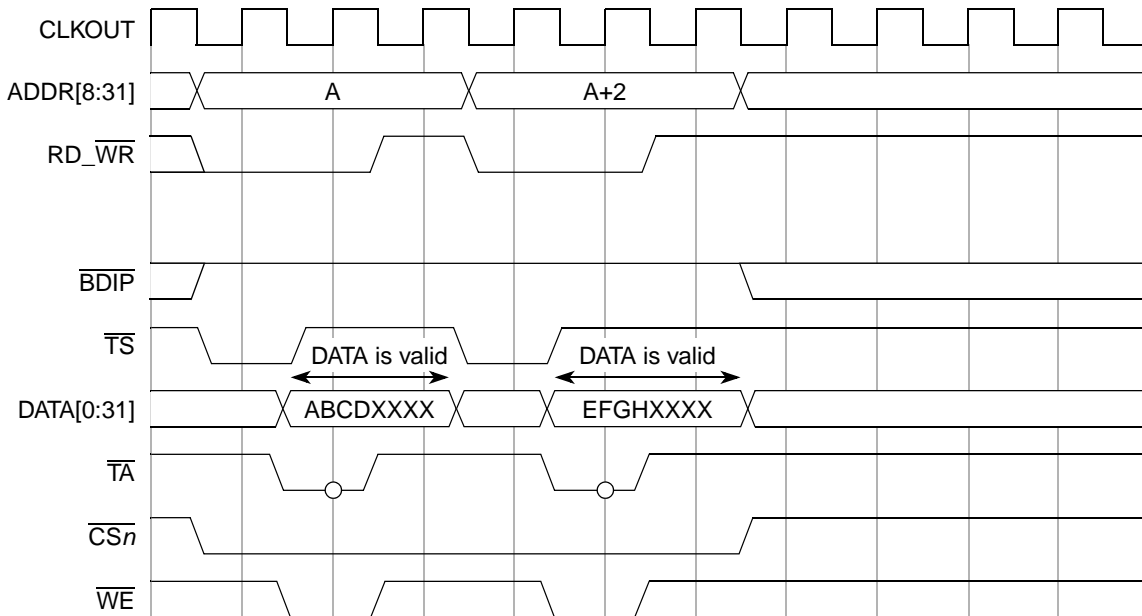 CLKOUT
ADDR[8:31] A A+2
RD_WR
BDIP
TS
DATA is valid DATA is valid
DATA[0:31] ABCDXXXX EFGHXXXX
TA
CSn
WE